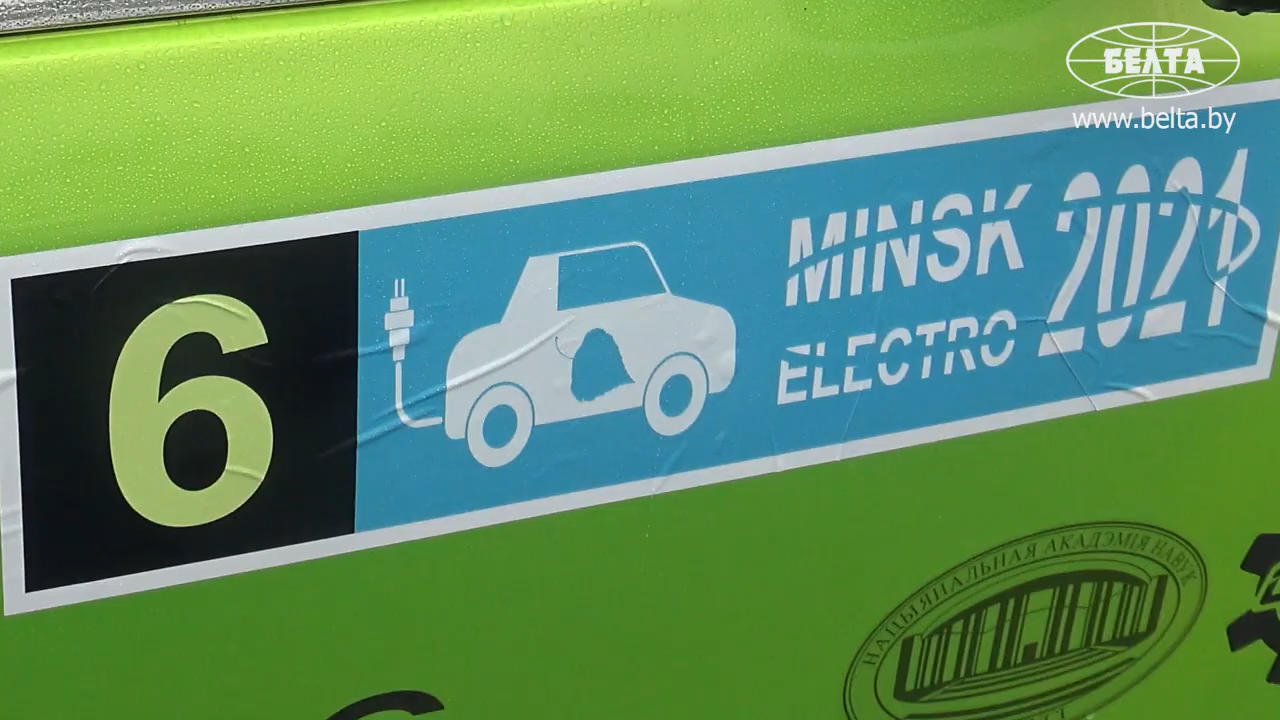 БЕЛТА
www.belta.by
6
MINSK 2021
ELECTRO
НАЦЫЯНАЛЬНАЯ АКАДЭМІЯ НАВУК